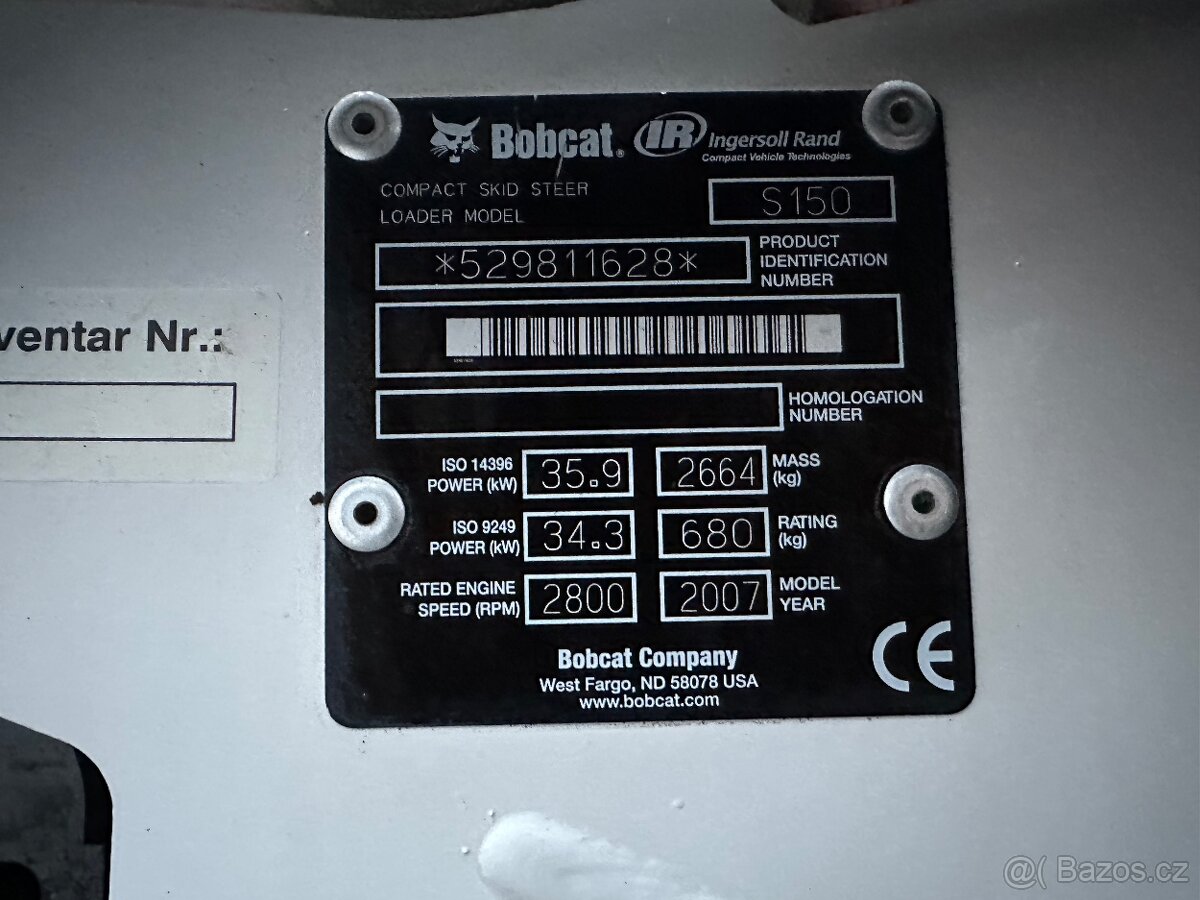 Bobcat. IR Ingersoll Rand
Compact Vehicle Technologies
COMPACT SKID STEER
LOADER MODEL
S150
*529811628*
PRODUCT
IDENTIFICATION
NUMBER
ventar Nr.:
HOMOLOGATION
NUMBER
ISO 14396
POWER (kW)
35.9
2664
MASS
(kg)
ISO 9249
POWER (kW)
34.3
680
RATING
(kg)
RATED ENGINE
SPEED (RPM)
2800
2007
MODEL
YEAR
Bobcat Company
West Fargo, ND 58078 USA
www.bobcat.com
CE
@( Bazos.cz